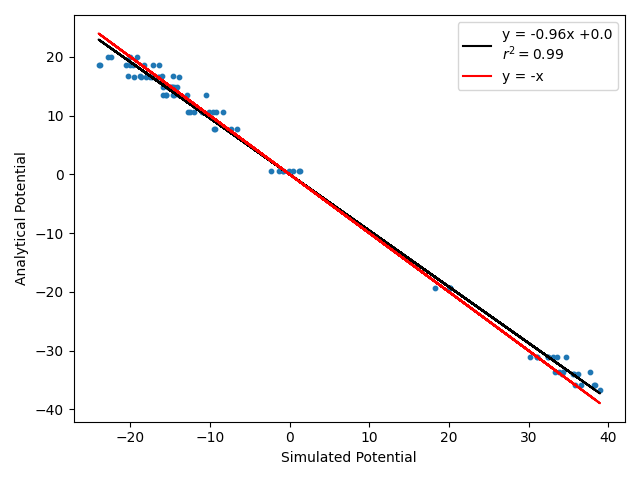 y = -0.96x +0.0
r² = 0.99
y = -x
20
10
0
−10
−20
−30
−40
Analytical Potential
−20
−10
0
10
20
30
40
Simulated Potential